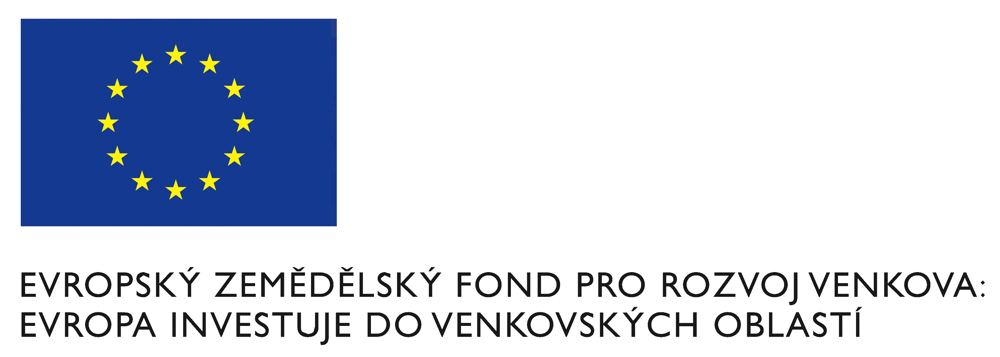 EVROPSKÝ ZEMĚDĚLSKÝ FOND PRO ROZVOJ VENKOVA:
EVROPA INVESTUJE DO VENKOVSKÝCH OBLASTÍ